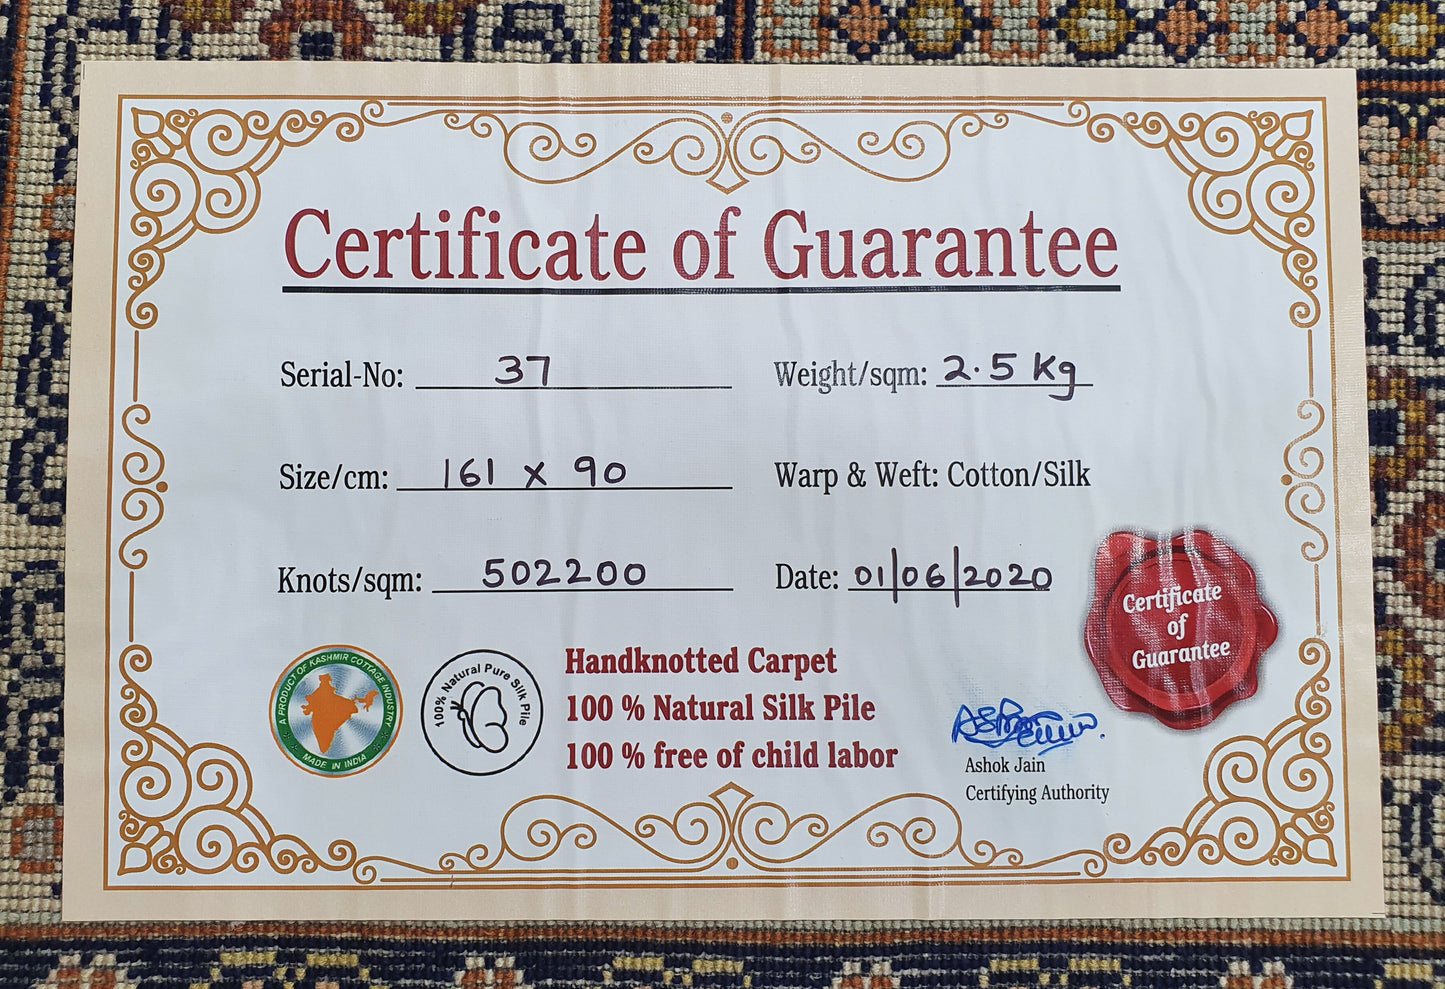 Certificate of Guarantee
Serial-No: 37
Weight/sqm: 2.5 Kg
Size/cm: 161 x 90
Warp & Weft: Cotton/Silk
Knots/sqm: 502200
Date: 01/06/2020
Certificate
of
Guarantee
A PRODUCT OF KASHMIR COTTAGE INDUSTRY
MADE IN INDIA
100% Natural Pure Silk Pile
Handknotted Carpet
100 % Natural Silk Pile
100 % free of child labor
Ashok Jain
Certifying Authority